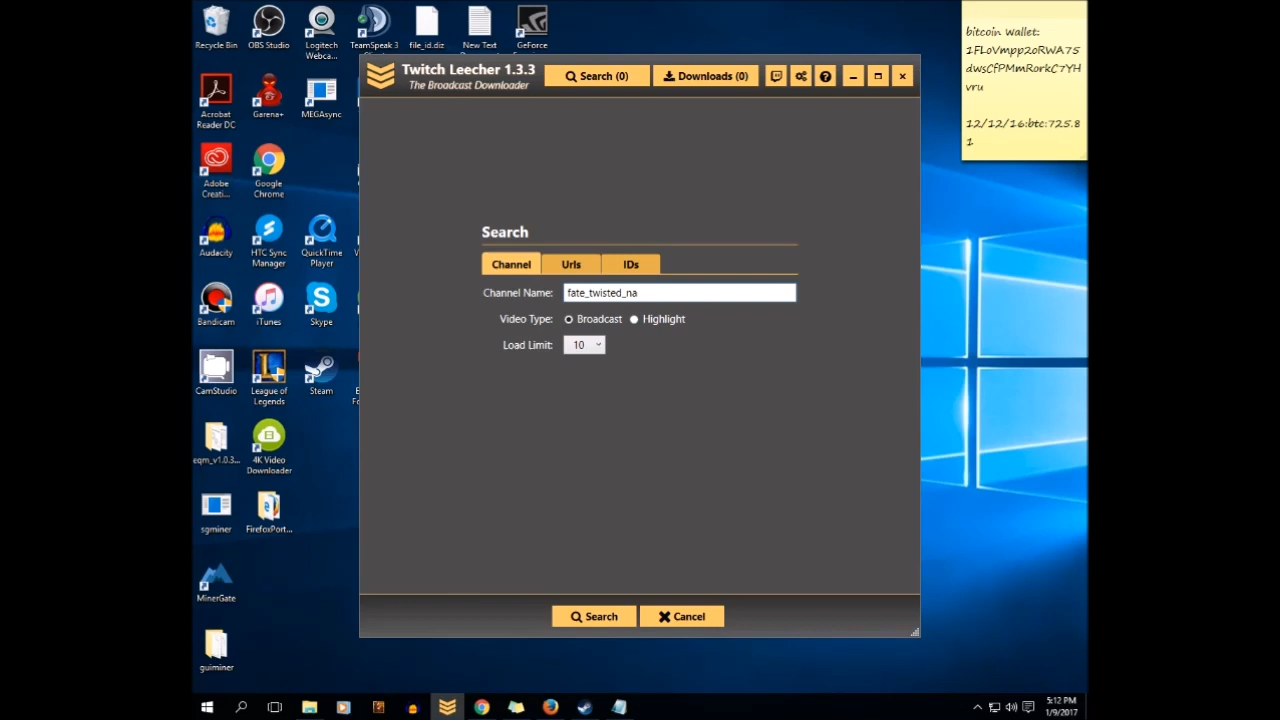 Recycle Bin
OBS Studio
Logitech
Webca...
TeamSpeak 3
file_id.diz
New Text
GeForce
Acrobat
Reader DC
Garena+
MEGAsync
Adobe
Creati...
Google
Chrome
Audacity
HTC Sync
Manager
QuickTime
Player
Bandicam
iTunes
Skype
CamStudio
League of
Legends
Steam
eqm_v1.0.3...
4K Video
Downloader
sgminer
FirefoxPort...
MinerGate
guiminer
Twitch Leecher 1.3.3
The Broadcast Downloader
Search (0)
Downloads (0)
Search
Channel
Urls
IDs
Channel Name:
fate_twisted_na
Video Type:
Broadcast
Highlight
Load Limit:
10
Search
Cancel
bitcoin Wallet:
1FLoVmpp2oRWA75
dwsCfPMmRorkC7YH
vru
12/12/16:btc:725.8
1
5:12 PM
1/9/2017